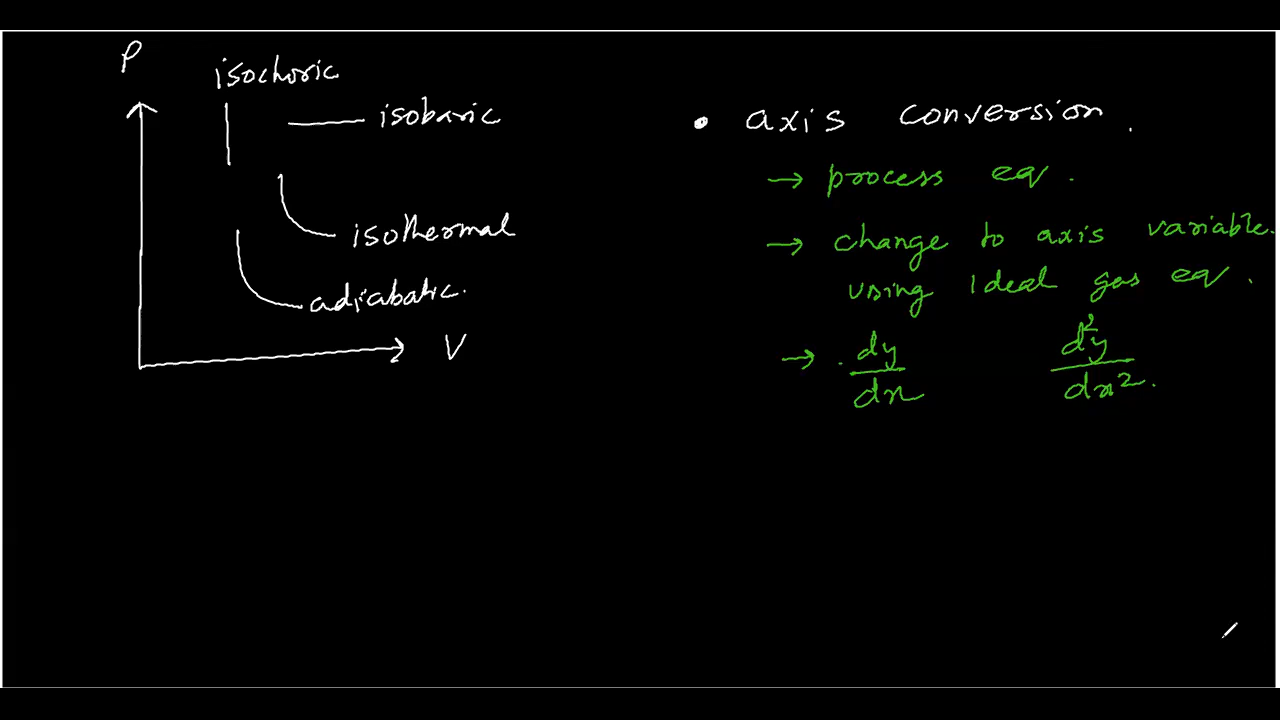 P
isochoric
isobaric
isothermal
adiabatic.
V
• axis conversion.
→ process eq.
→ change to axis variable.
using Ideal gas eq.
→ . dy/dx d²y/dx².